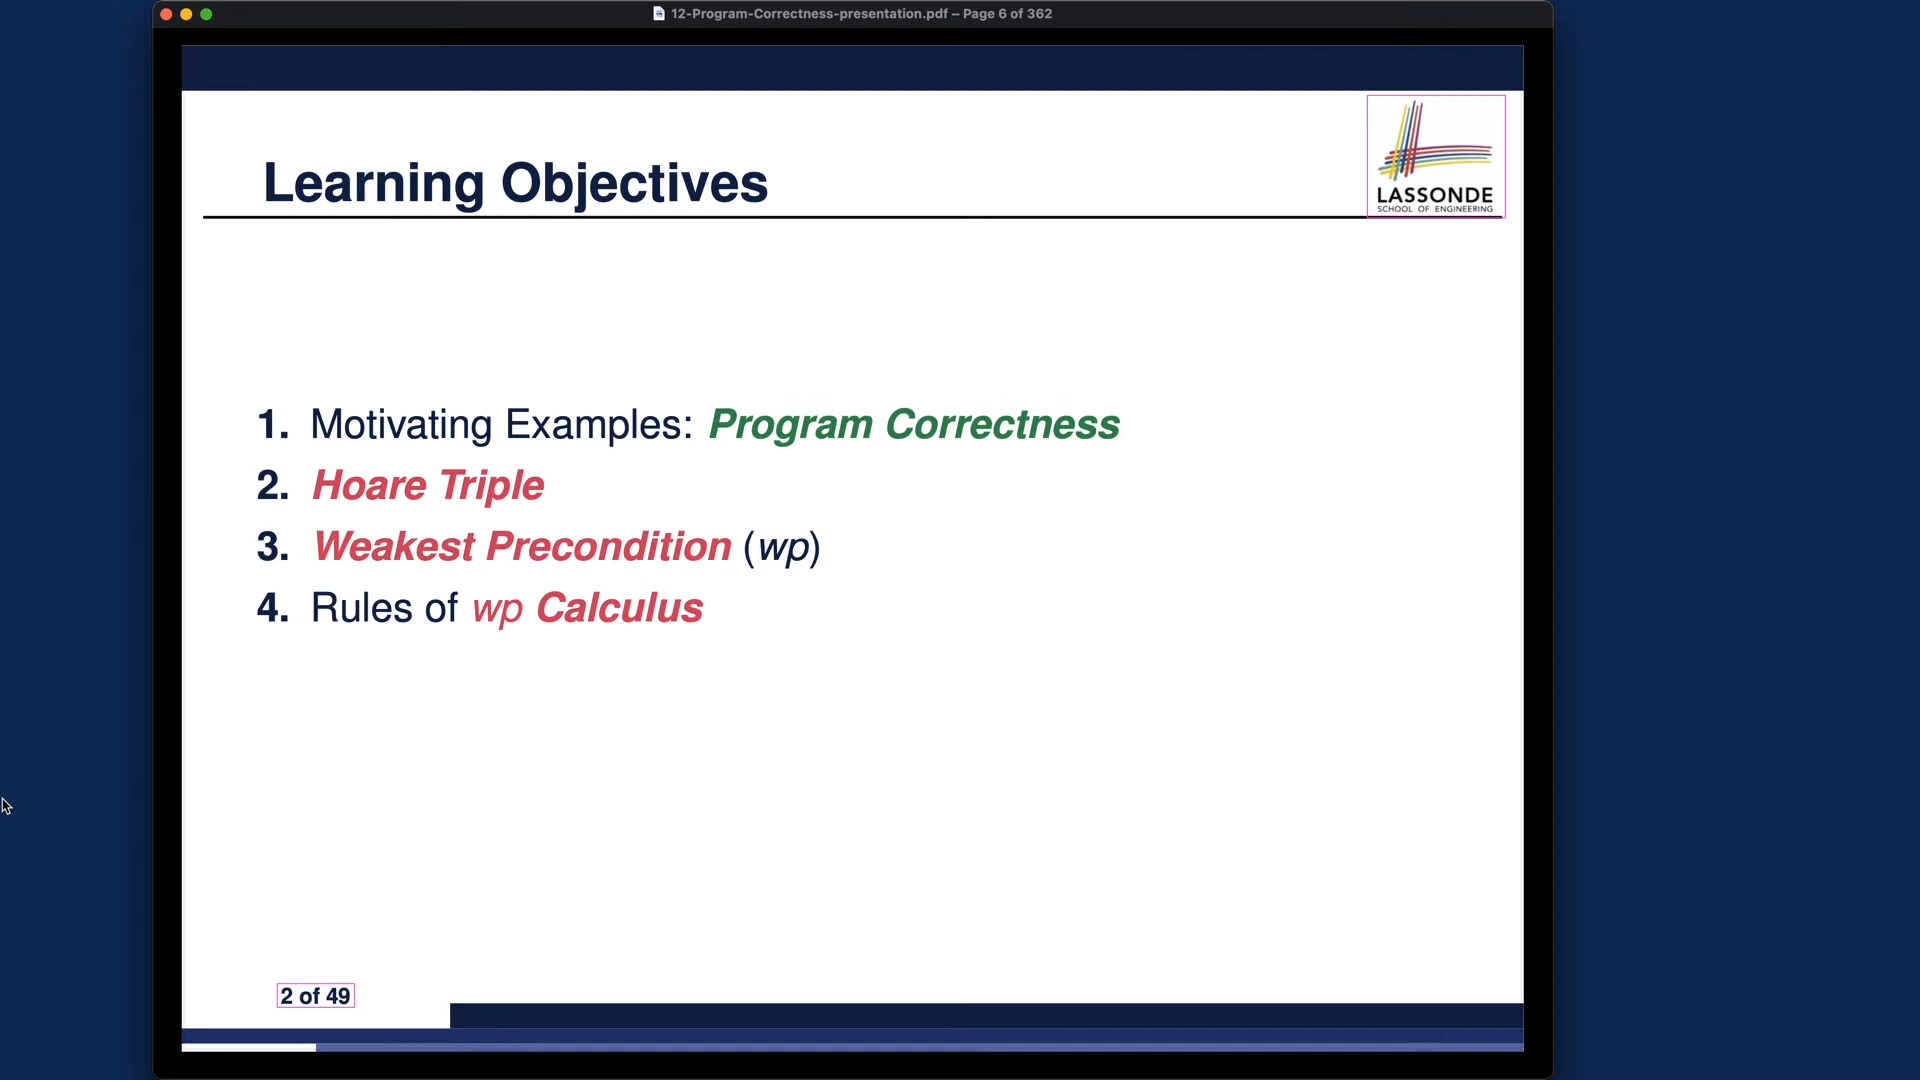 12-Program-Correctness-presentation.pdf – Page 6 of 362
LASSONDE
SCHOOL OF ENGINEERING
Learning Objectives
1. Motivating Examples: Program Correctness
2. Hoare Triple
3. Weakest Precondition (wp)
4. Rules of wp Calculus
2 of 49